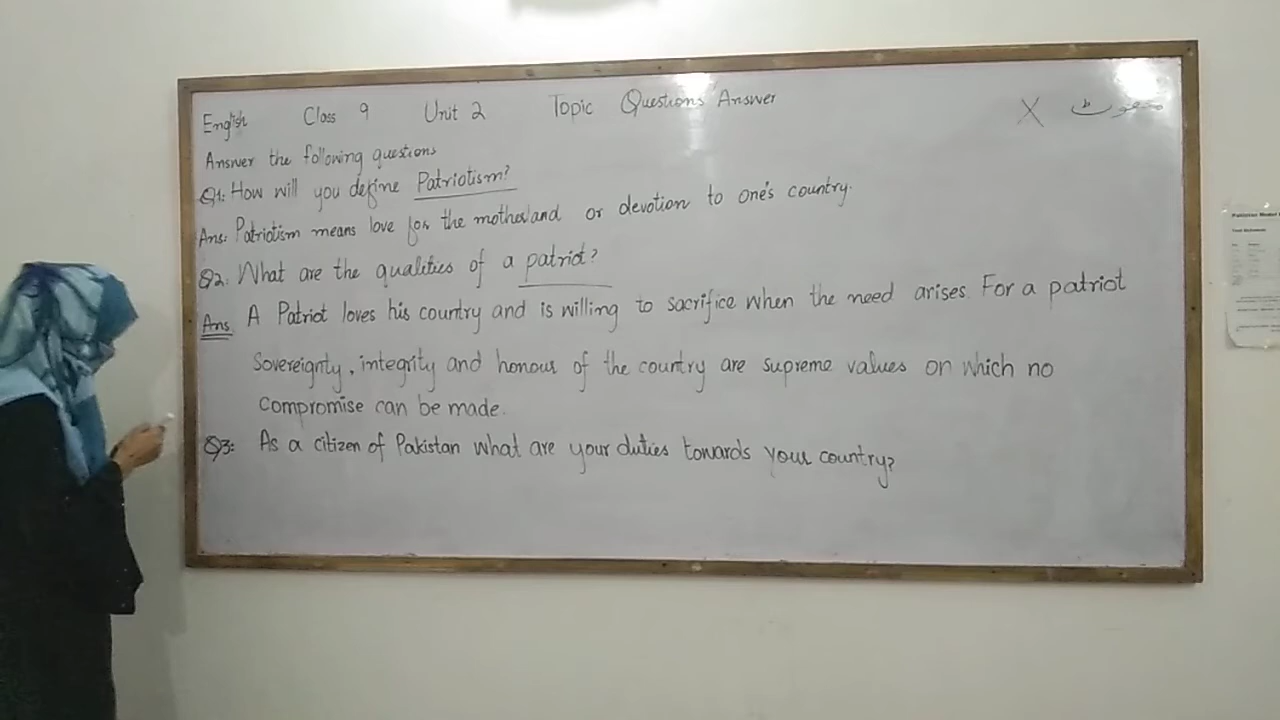 English Class 9 Unit 2 Topic Questions Answer X
Answer the following questions
Q1: How will you define Patriotism?
Ans: Patriotism means love for the motherland or devotion to one's country.
Q2: What are the qualities of a patriot?
Ans A Patriot loves his country and is willing to sacrifice when the need arises. For a patriot
Sovereignty, integrity and honour of the country are supreme values on which no
compromise can be made.
Q3: As a citizen of Pakistan what are your duties towards your country?
Pakistan Model